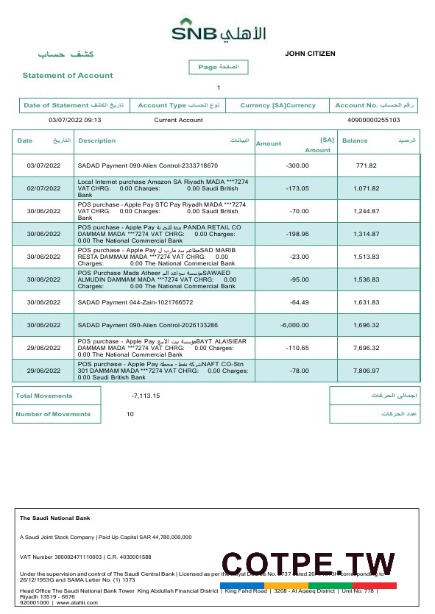 SNB الأهلي
كشف حساب
JOHN CITIZEN
Page الصفحة
Statement of Account
1
Date of Statement تاريخ الكشف
Account Type نوع الحساب
Currency [SA]Currency
Account No. رقم الحساب
03/07/2022 09:13
Current Account
40900000255103
Date التاريخ
Description البيانات
Amount [SA] Amount
Balance الرصيد
03/07/2022 SADAD Payment 090-Alien Control-2333718670 -300.00 771.82
02/07/2022 Local Internet purchase Amazon SA Riyadh MADA ***7274
VAT CHRG: 0.00 Charges: 0.00 Saudi British
Bank
-173.05 1,071.82
30/06/2022 POS purchase - Apple Pay STC Pay Riyadh MADA ***7274
VAT CHRG: 0.00 Charges: 0.00 Saudi British
Bank
-70.00 1,244.87
30/06/2022 POS purchase - Apple Pay PANDA RETAIL CO
DAMMAM MADA ***7274 VAT CHRG: 0.00 Charges:
0.00 The National Commercial Bank
-198.96 1,314.87
30/06/2022 POS purchase - Apple Pay SAD MARIB
RESTA DAMMAM MADA ***7274 VAT CHRG: 0.00
Charges: 0.00 The National Commercial Bank
-23.00 1,513.83
30/06/2022 POS Purchase Mada Atheer SAWAED
ALMUDIN DAMMAM MADA ***7274 VAT CHRG: 0.00
Charges: 0.00 The National Commercial Bank
-95.00 1,536.83
30/06/2022 SADAD Payment 044-Zain-1021766572 -64.49 1,631.83
30/06/2022 SADAD Payment 090-Alien Control-2026133286 -6,000.00 1,696.32
29/06/2022 POS purchase - Apple Pay BAYT ALAISIEAR
DAMMAM MADA ***7274 VAT CHRG: 0.00 Charges:
0.00 The National Commercial Bank
-110.65 7,696.32
29/06/2022 POS purchase - Apple Pay NAFT CO-Stn
301 DAMMAM MADA ***7274 VAT CHRG: 0.00 Charges:
0.00 Saudi British Bank
-78.00 7,806.97
Total Movements -7,113.15 إجمالي الحركات
Number of Movements 10 عدد الحركات
The Saudi National Bank
A Saudi Joint Stock Company | Paid Up Capital SAR 44,780,000,000
VAT Number 300002471110003 | C.R. 4030001588
COTPE.TW
Under the supervision and control of The Saudi Central Bank | Licensed as per the Royal Decree No.
26/12/1953G and SAMA Letter No. (1) 1373
Head Office The Saudi National Bank Tower King Abdullah Financial District | King Fahd Road | 3208 - Al Aqeeq District | Unit No. 778 |
Riyadh 13519 - 6676
920001000 | www.alahli.com